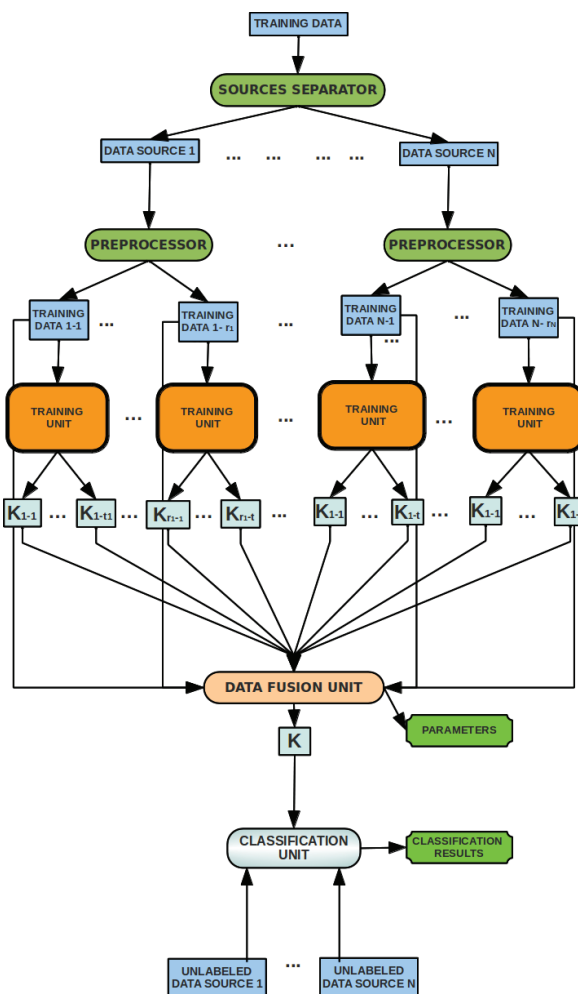 TRAINING DATA
SOURCES SEPARATOR
DATA SOURCE 1
... ... ... ...
DATA SOURCE N
PREPROCESSOR
...
PREPROCESSOR
TRAINING
DATA 1-1
...
TRAINING
DATA 1- r1
...
TRAINING
DATA N-1
...
...
TRAINING
DATA N- rN
TRAINING
UNIT
...
TRAINING
UNIT
...
TRAINING
UNIT
...
TRAINING
UNIT
K1-1
...
K1-t1
...
Kr1-1
...
Kr1-t
...
K1-1
...
K1-t
...
K1-1
...
K1-
DATA FUSION UNIT
K
PARAMETERS
CLASSIFICATION
UNIT
CLASSIFICATION
RESULTS
UNLABELED
DATA SOURCE 1
...
UNLABELED
DATA SOURCE N